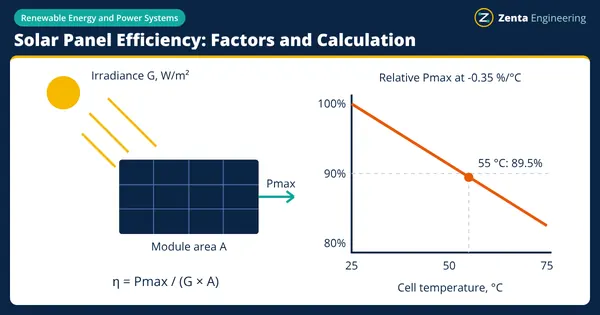 Renewable Energy and Power Systems
Zenta Engineering
Solar Panel Efficiency: Factors and Calculation
Irradiance G, W/m²
Pmax
Module area A
η = Pmax / (G × A)
Relative Pmax at -0.35 %/°C
100%
55 °C: 89.5%
90%
80%
25
50
75
Cell temperature, °C